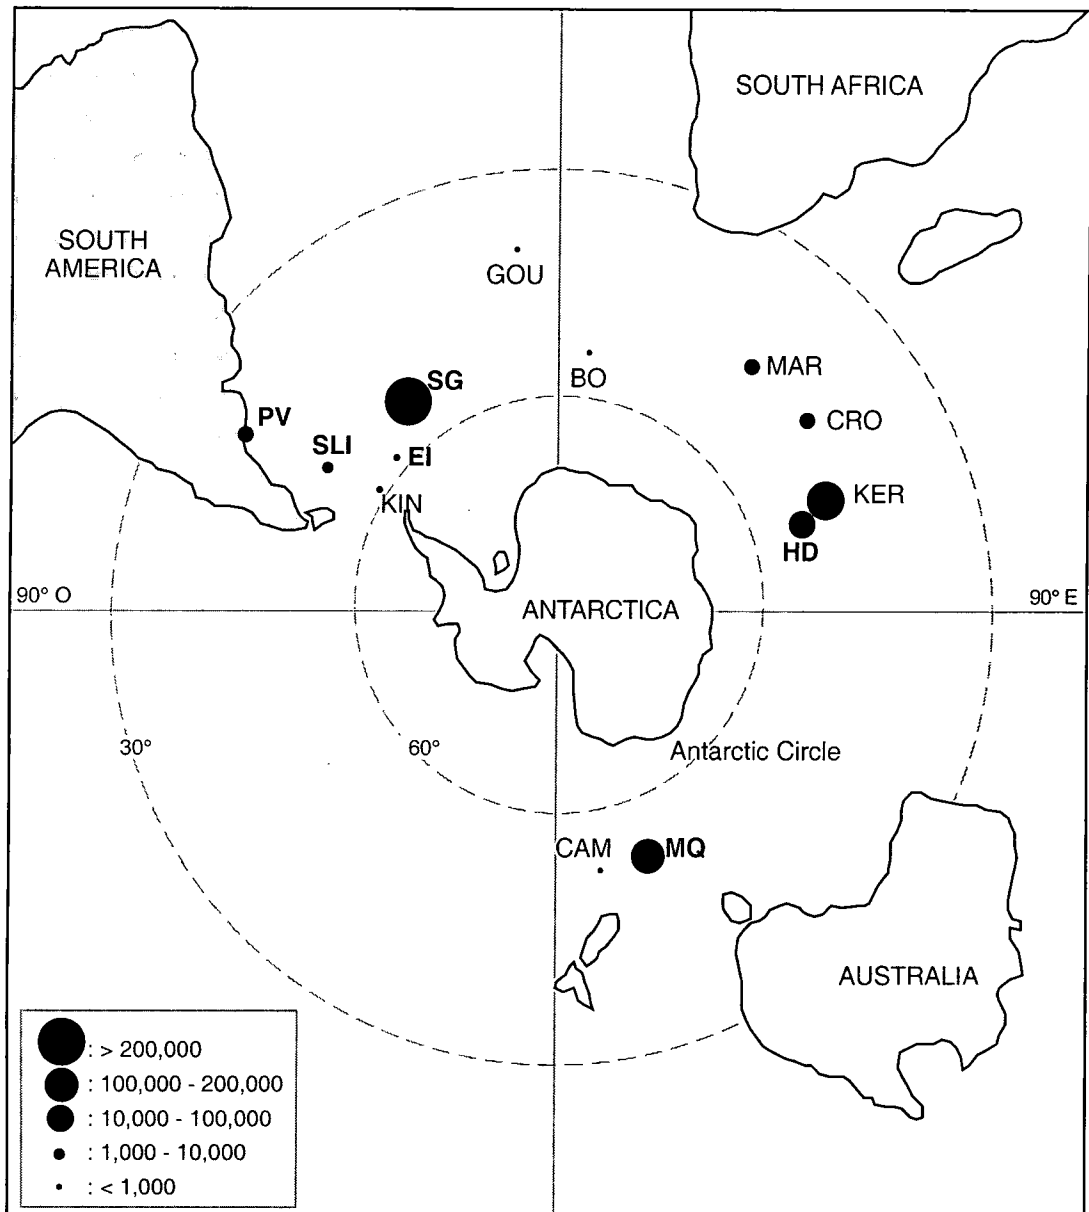 SOUTH AFRICA
SOUTH
AMERICA
GOU
BO
MAR
SG
PV
CRO
SLI
EI
KIN
KER
HD
90° O
ANTARCTICA
90° E
30°
60°
Antarctic Circle
CAM
MQ
AUSTRALIA
: > 200,000
: 100,000 - 200,000
: 10,000 - 100,000
: 1,000 - 10,000
: < 1,000